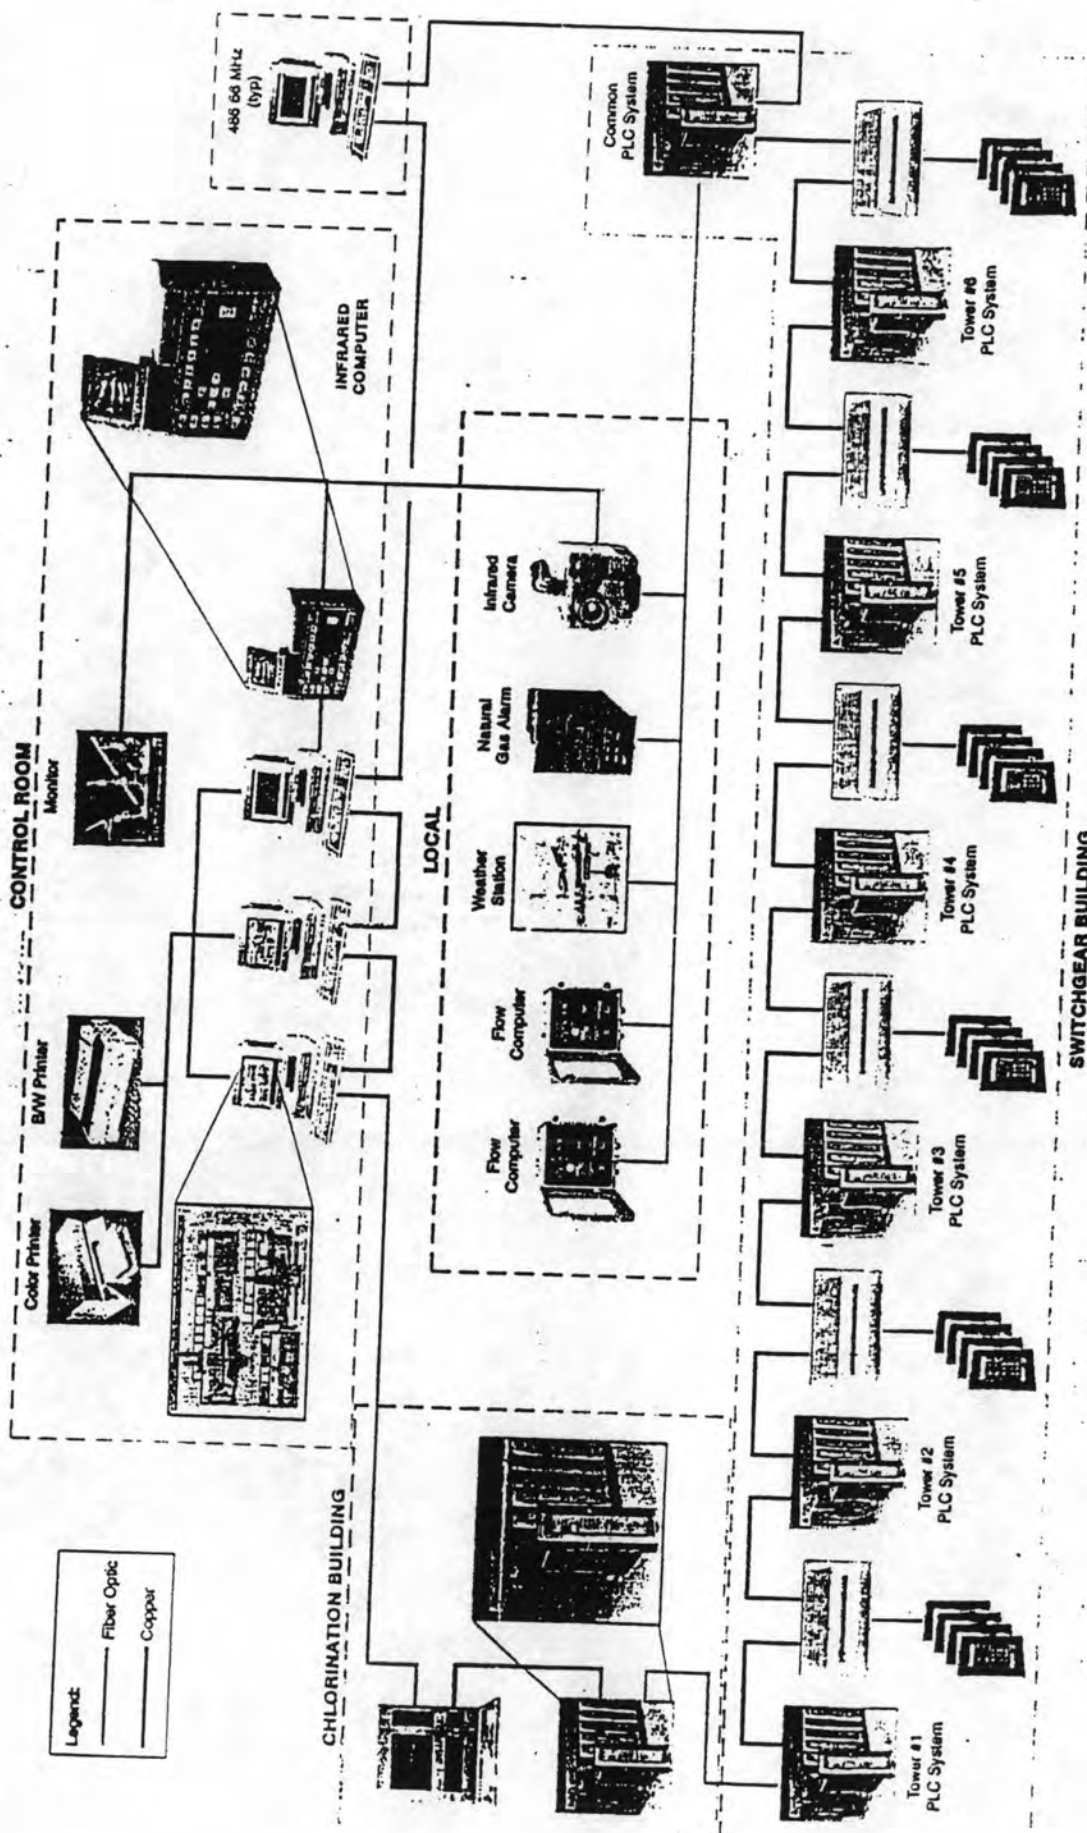 Legend:
Fiber Optic
Copper
CONTROL ROOM
Color Printer
B/W Printer
Monitor
INFRARED
COMPUTER
486 66 MHz
(typ)
CHLORINATION BUILDING
LOCAL
Flow
Computer
Flow
Computer
Weather
Station
Natural
Gas Alarm
Infrared
Camera
Common
PLC System
Tower #1
PLC System
Tower #2
PLC System
Tower #3
PLC System
Tower #4
PLC System
Tower #5
PLC System
Tower #6
PLC System
SWITCHGEAR BUILDING